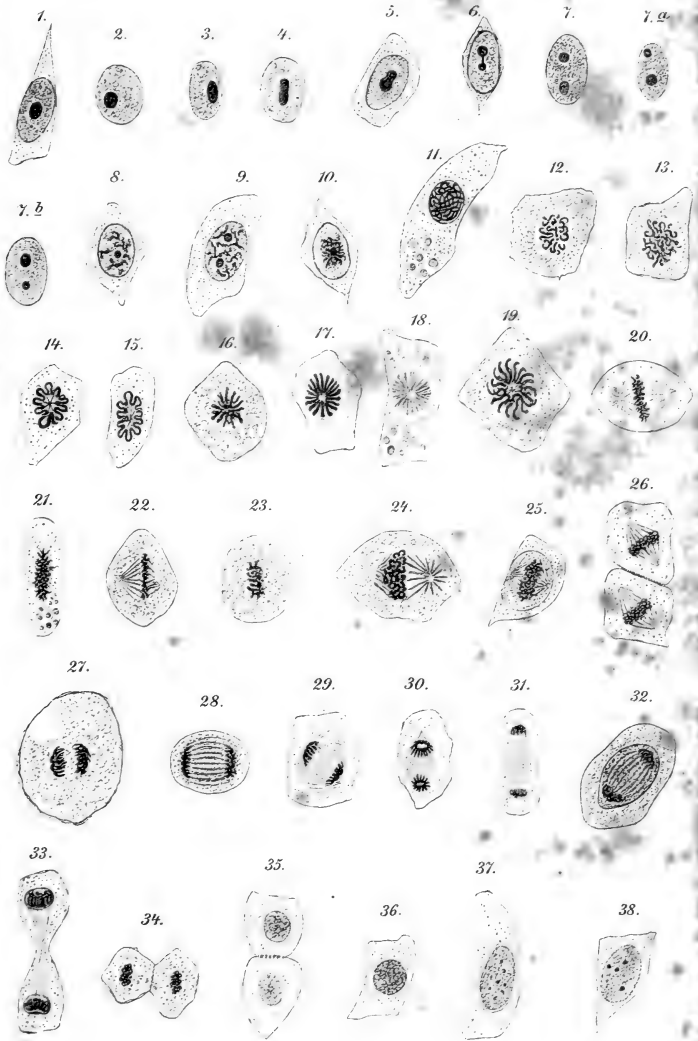 1. 2. 3. 4. 5. 6. 7. 7.a
7.b 8. 9. 10. 11. 12. 13.
14. 15. 16. 17. 18. 19. 20.
21. 22. 23. 24. 25. 26.
27. 28. 29. 30. 31. 32.
33. 34. 35. 36. 37. 38.